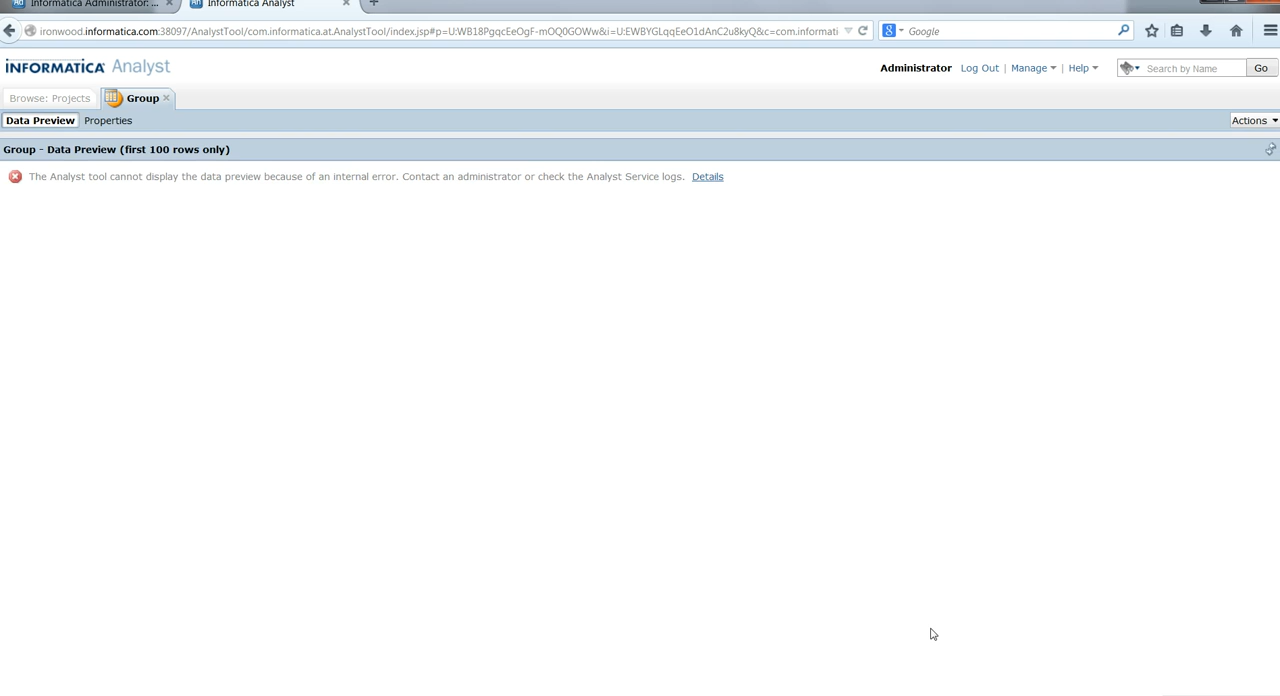 Informatica Administrator: ...
Informatica Analyst
ironwood.informatica.com:38097/AnalystTool/com.informatica.at.AnalystTool/index.jsp#p=U:WB18PgqcEeOgF-mOQ0GOWw&i=U:EWBYGLqqEeO1dAnC2u8kyQ&c=com.informati
Google
INFORMATICA Analyst
Administrator Log Out | Manage | Help
Search by Name
Go
Browse: Projects
Group
Data Preview
Properties
Actions
Group - Data Preview (first 100 rows only)
The Analyst tool cannot display the data preview because of an internal error. Contact an administrator or check the Analyst Service logs. Details